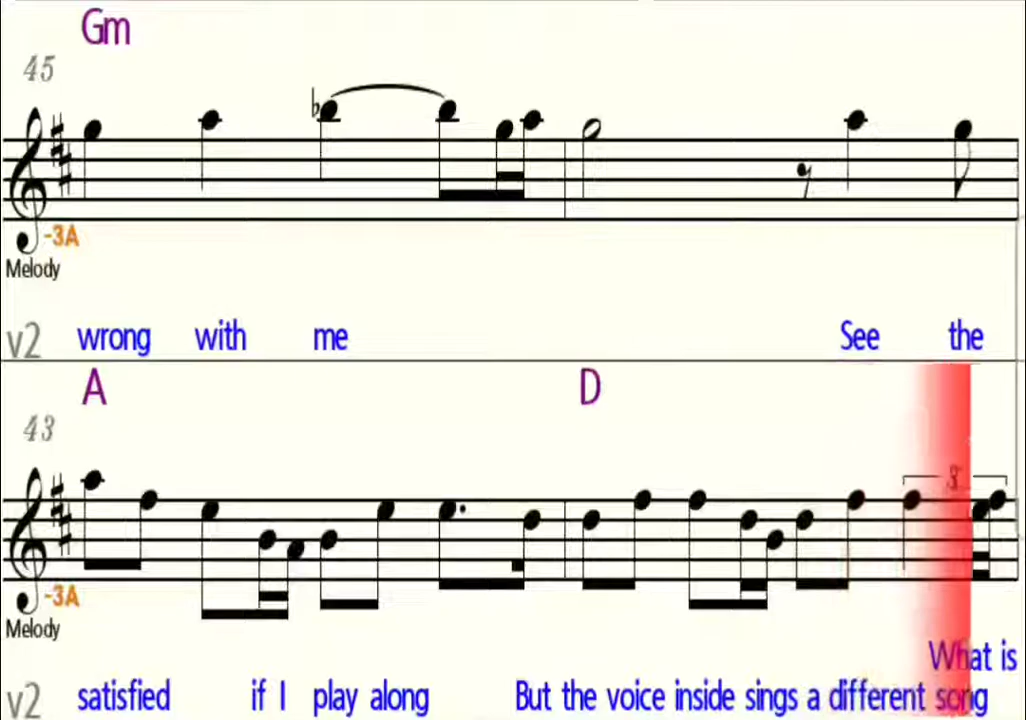 Gm
45
-3A
Melody
v2 wrong with me See the
A D
43
3
-3A
Melody
What is
v2 satisfied if I play along But the voice inside sings a different song